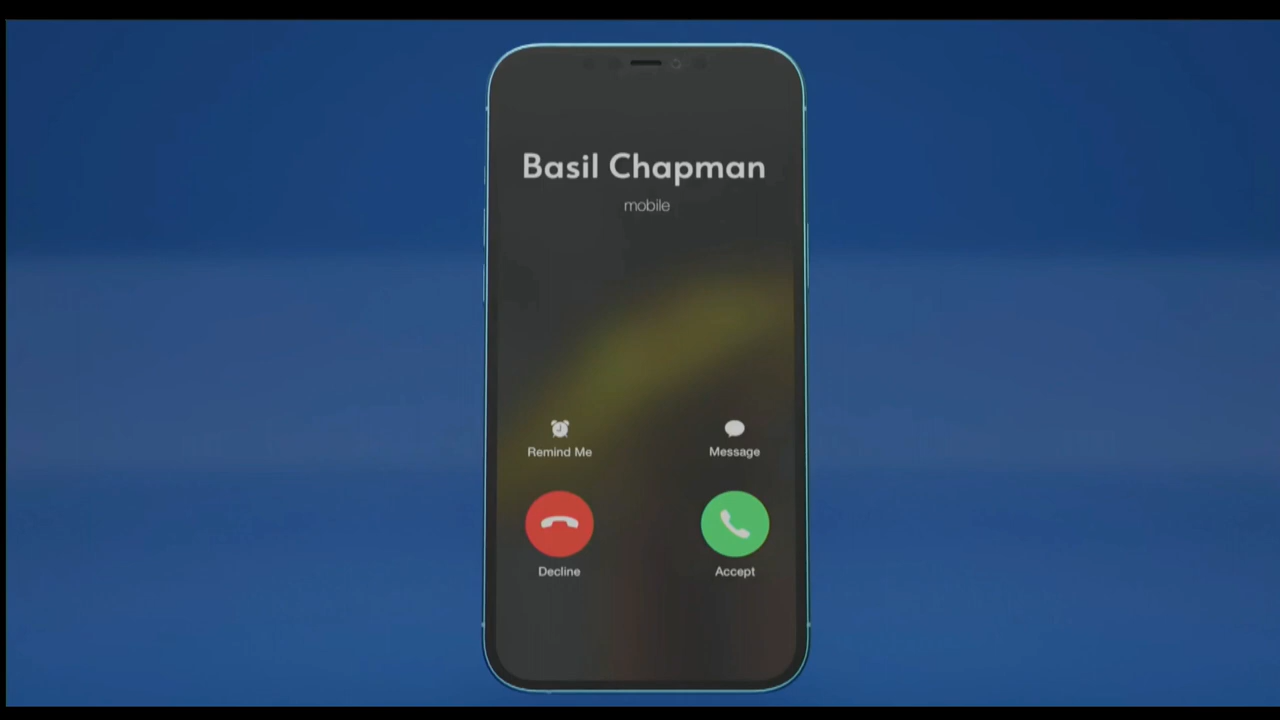 Basil Chapman
mobile
Remind Me
Message
Decline
Accept